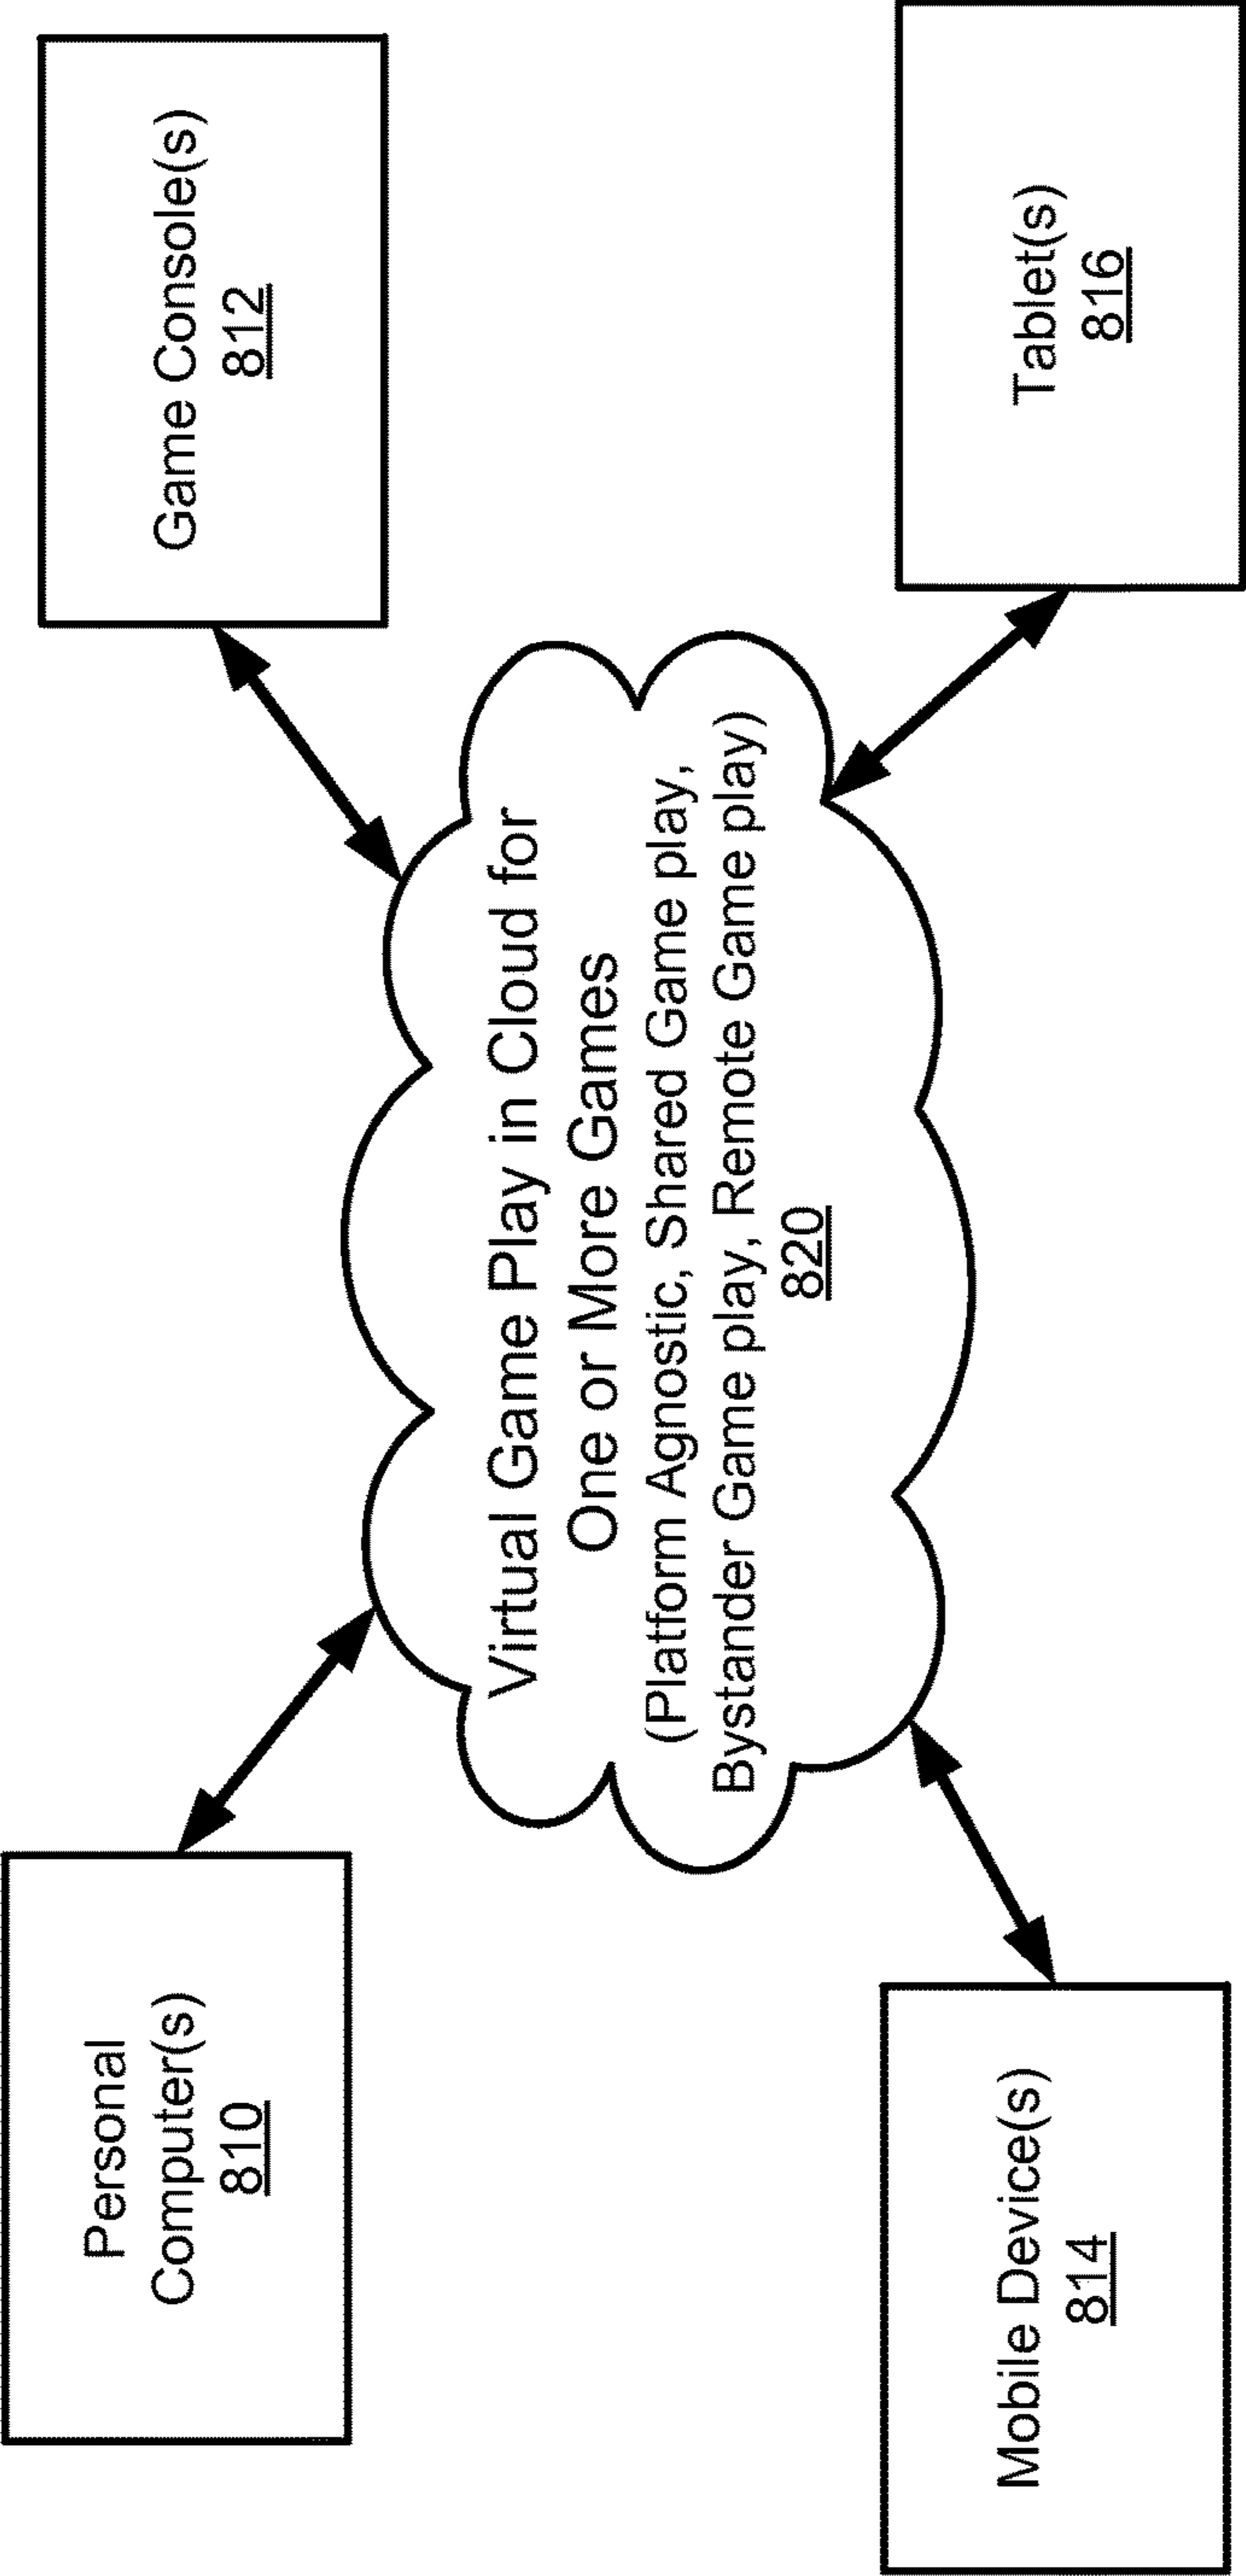 Personal
Computer(s)
810
Game Console(s)
812
Virtual Game Play in Cloud for
One or More Games
(Platform Agnostic, Shared Game play,
Bystander Game play, Remote Game play)
820
Mobile Device(s)
814
Tablet(s)
816